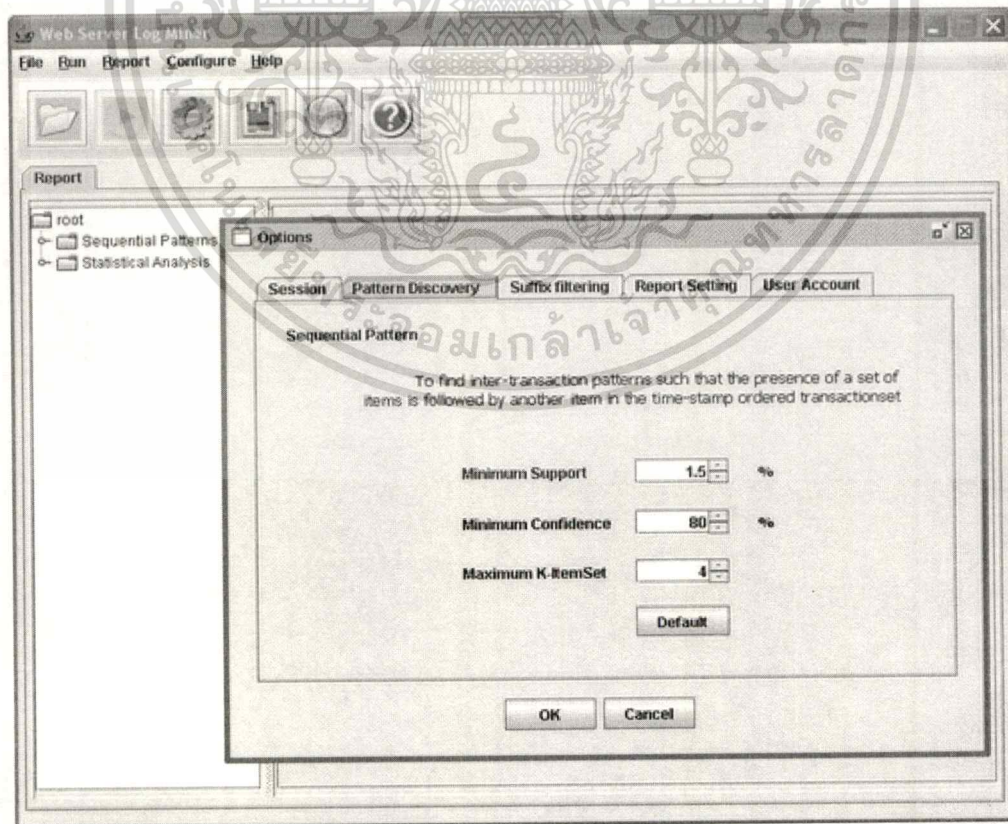 Web Server Log Miner
File Run Report Configure Help
Report
root
Sequential Patterns
Statistical Analysis
Options
Session Pattern Discovery Suffix filtering Report Setting User Account
Sequential Pattern
To find inter-transaction patterns such that the presence of a set of
items is followed by another item in the time-stamp ordered transactionset
Minimum Support 1.5 %
Minimum Confidence 80 %
Maximum K-ItemSet 4
Default
OK Cancel